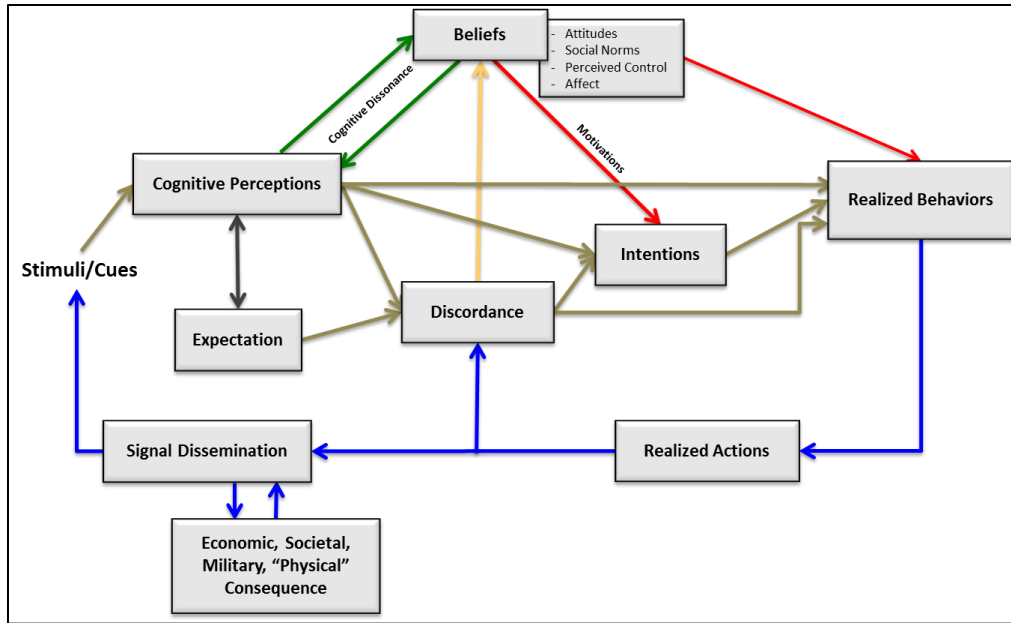 Beliefs
- Attitudes
- Social Norms
- Perceived Control
- Affect
Cognitive Dissonance
Motivations
Cognitive Perceptions
Realized Behaviors
Stimuli/Cues
Intentions
Expectation
Discordance
Signal Dissemination
Realized Actions
Economic, Societal,
Military, “Physical”
Consequence